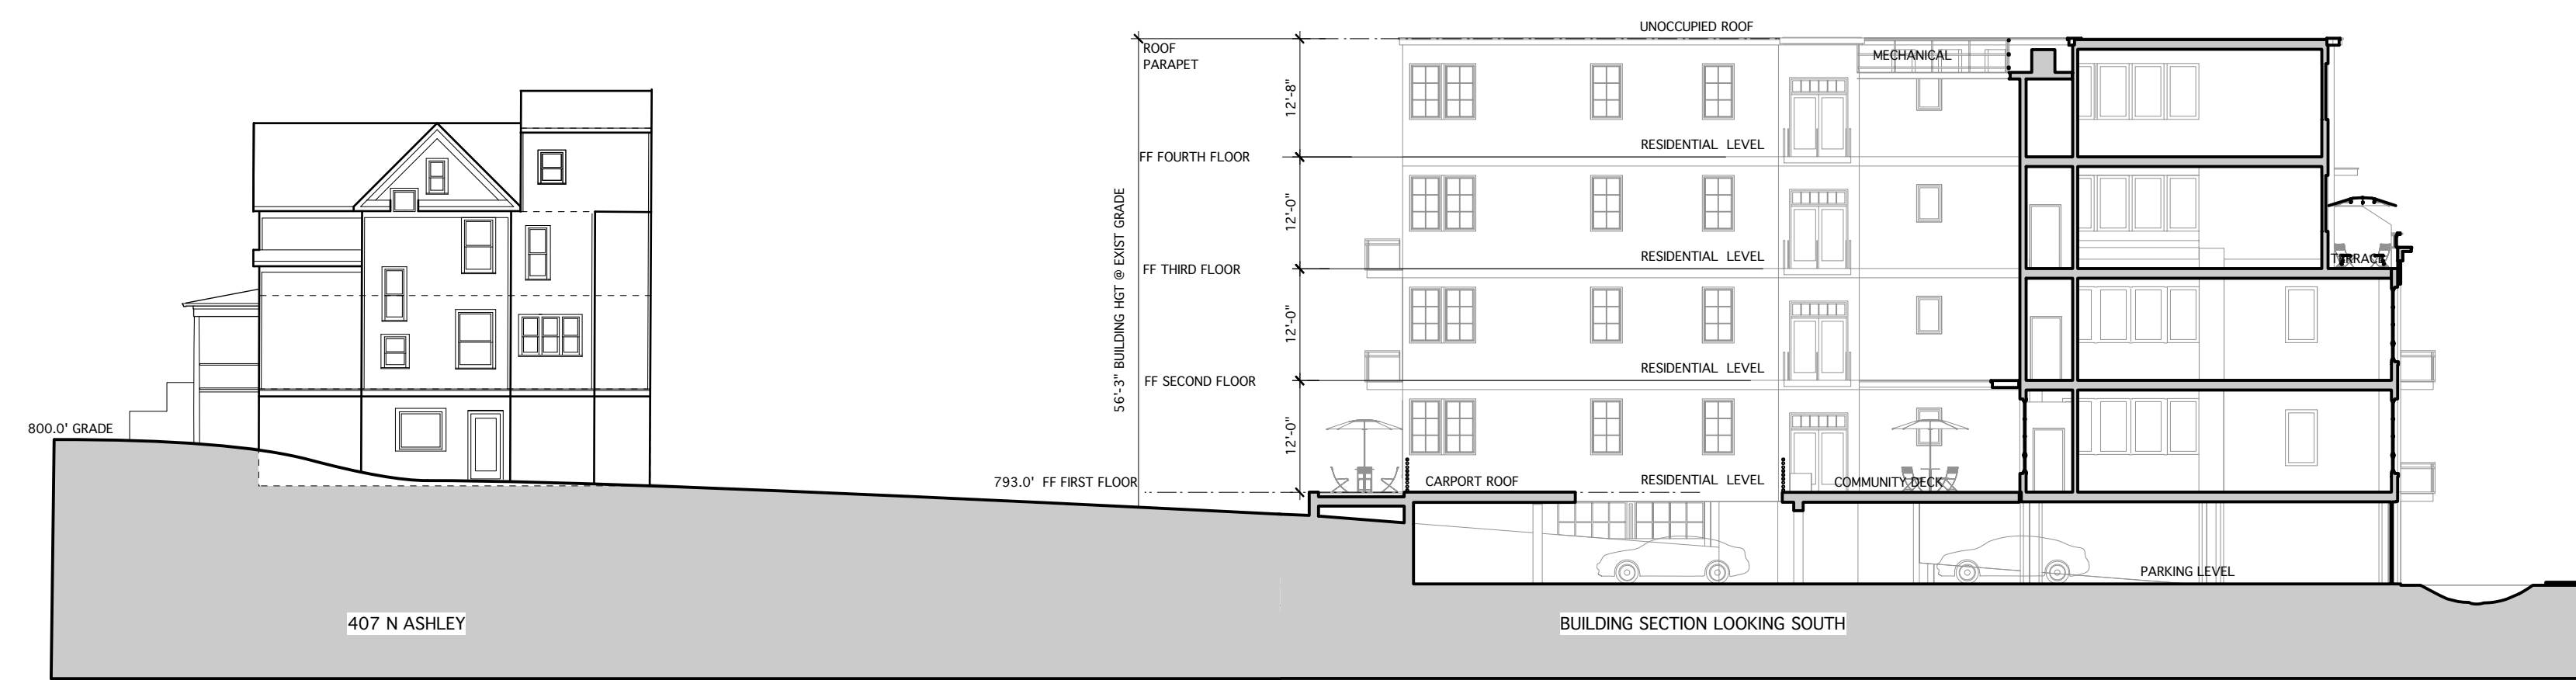 UNOCCUPIED ROOF
ROOF
PARAPET
MECHANICAL
12'-8"
RESIDENTIAL LEVEL
FF FOURTH FLOOR
56'-3" BUILDING HGT @ EXIST GRADE
12'-0"
RESIDENTIAL LEVEL
TERRACE
FF THIRD FLOOR
12'-0"
RESIDENTIAL LEVEL
FF SECOND FLOOR
12'-0"
800.0' GRADE
793.0' FF FIRST FLOOR
CARPORT ROOF
RESIDENTIAL LEVEL
COMMUNITY DECK
PARKING LEVEL
407 N ASHLEY
BUILDING SECTION LOOKING SOUTH